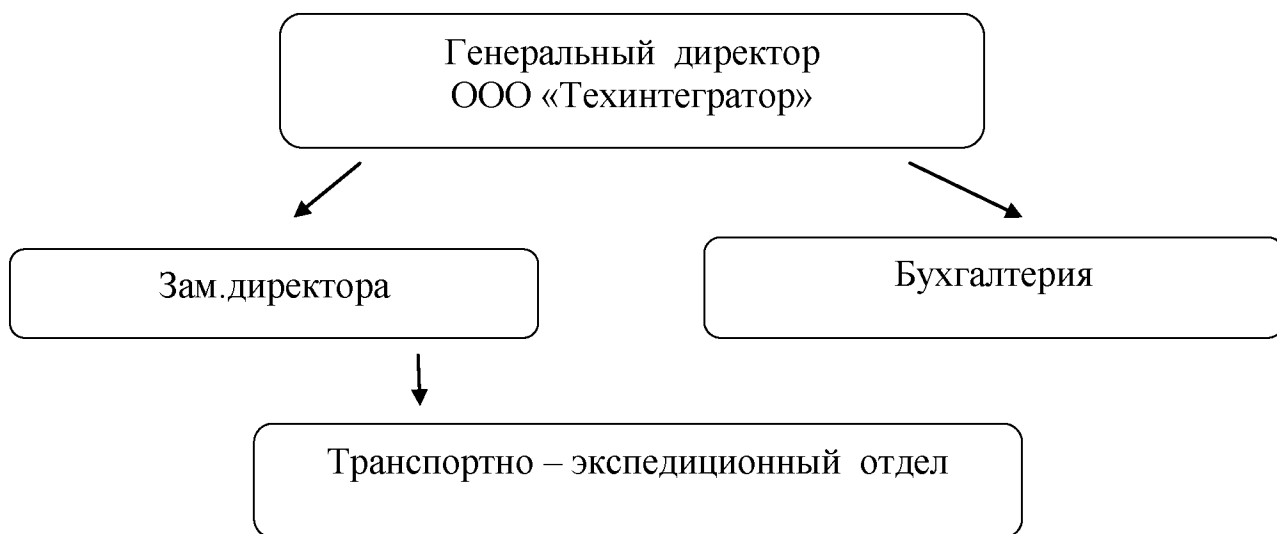 Генеральный директор
ООО «Техинтегратор»
Зам.директора
Бухгалтерия
Транспортно – экспедиционный отдел